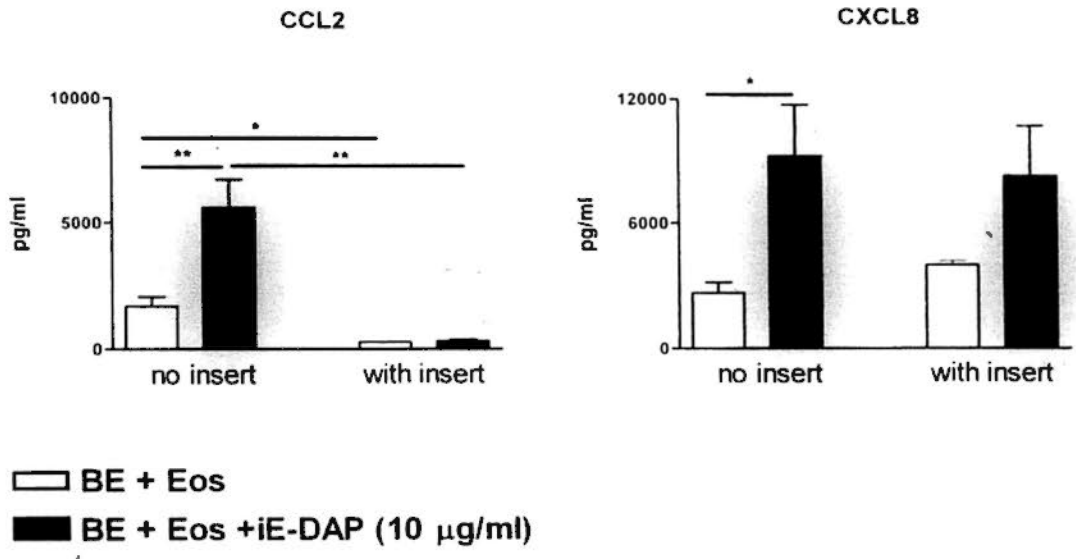 CCL2
10000
5000
0
pg/ml
*
**
**
no insert
with insert
CXCL8
12000
6000
0
pg/ml
*
no insert
with insert
BE + Eos
BE + Eos +iE-DAP (10 µg/ml)